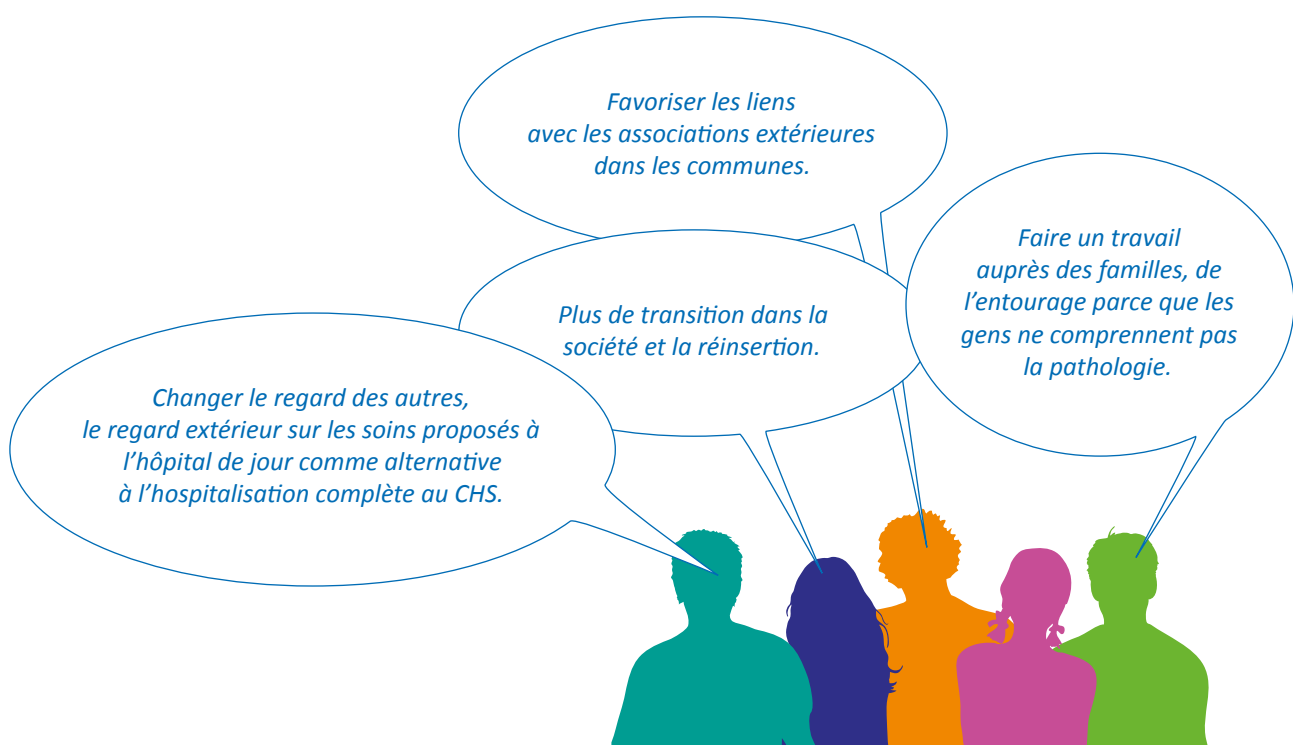 Favoriser les liens
avec les associations extérieures
dans les communes.
Faire un travail
auprès des familles, de
l’entourage parce que les
gens ne comprennent pas
la pathologie.
Plus de transition dans la
société et la réinsertion.
Changer le regard des autres,
le regard extérieur sur les soins proposés à
l’hôpital de jour comme alternative
à l’hospitalisation complète au CHS.